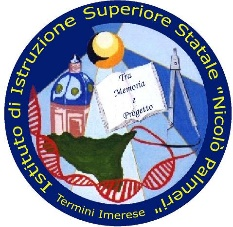 Istituto di Istruzione Superiore Statale "Nicolò Palmeri"
Tra
Memoria
e
Progetto
Termini Imerese